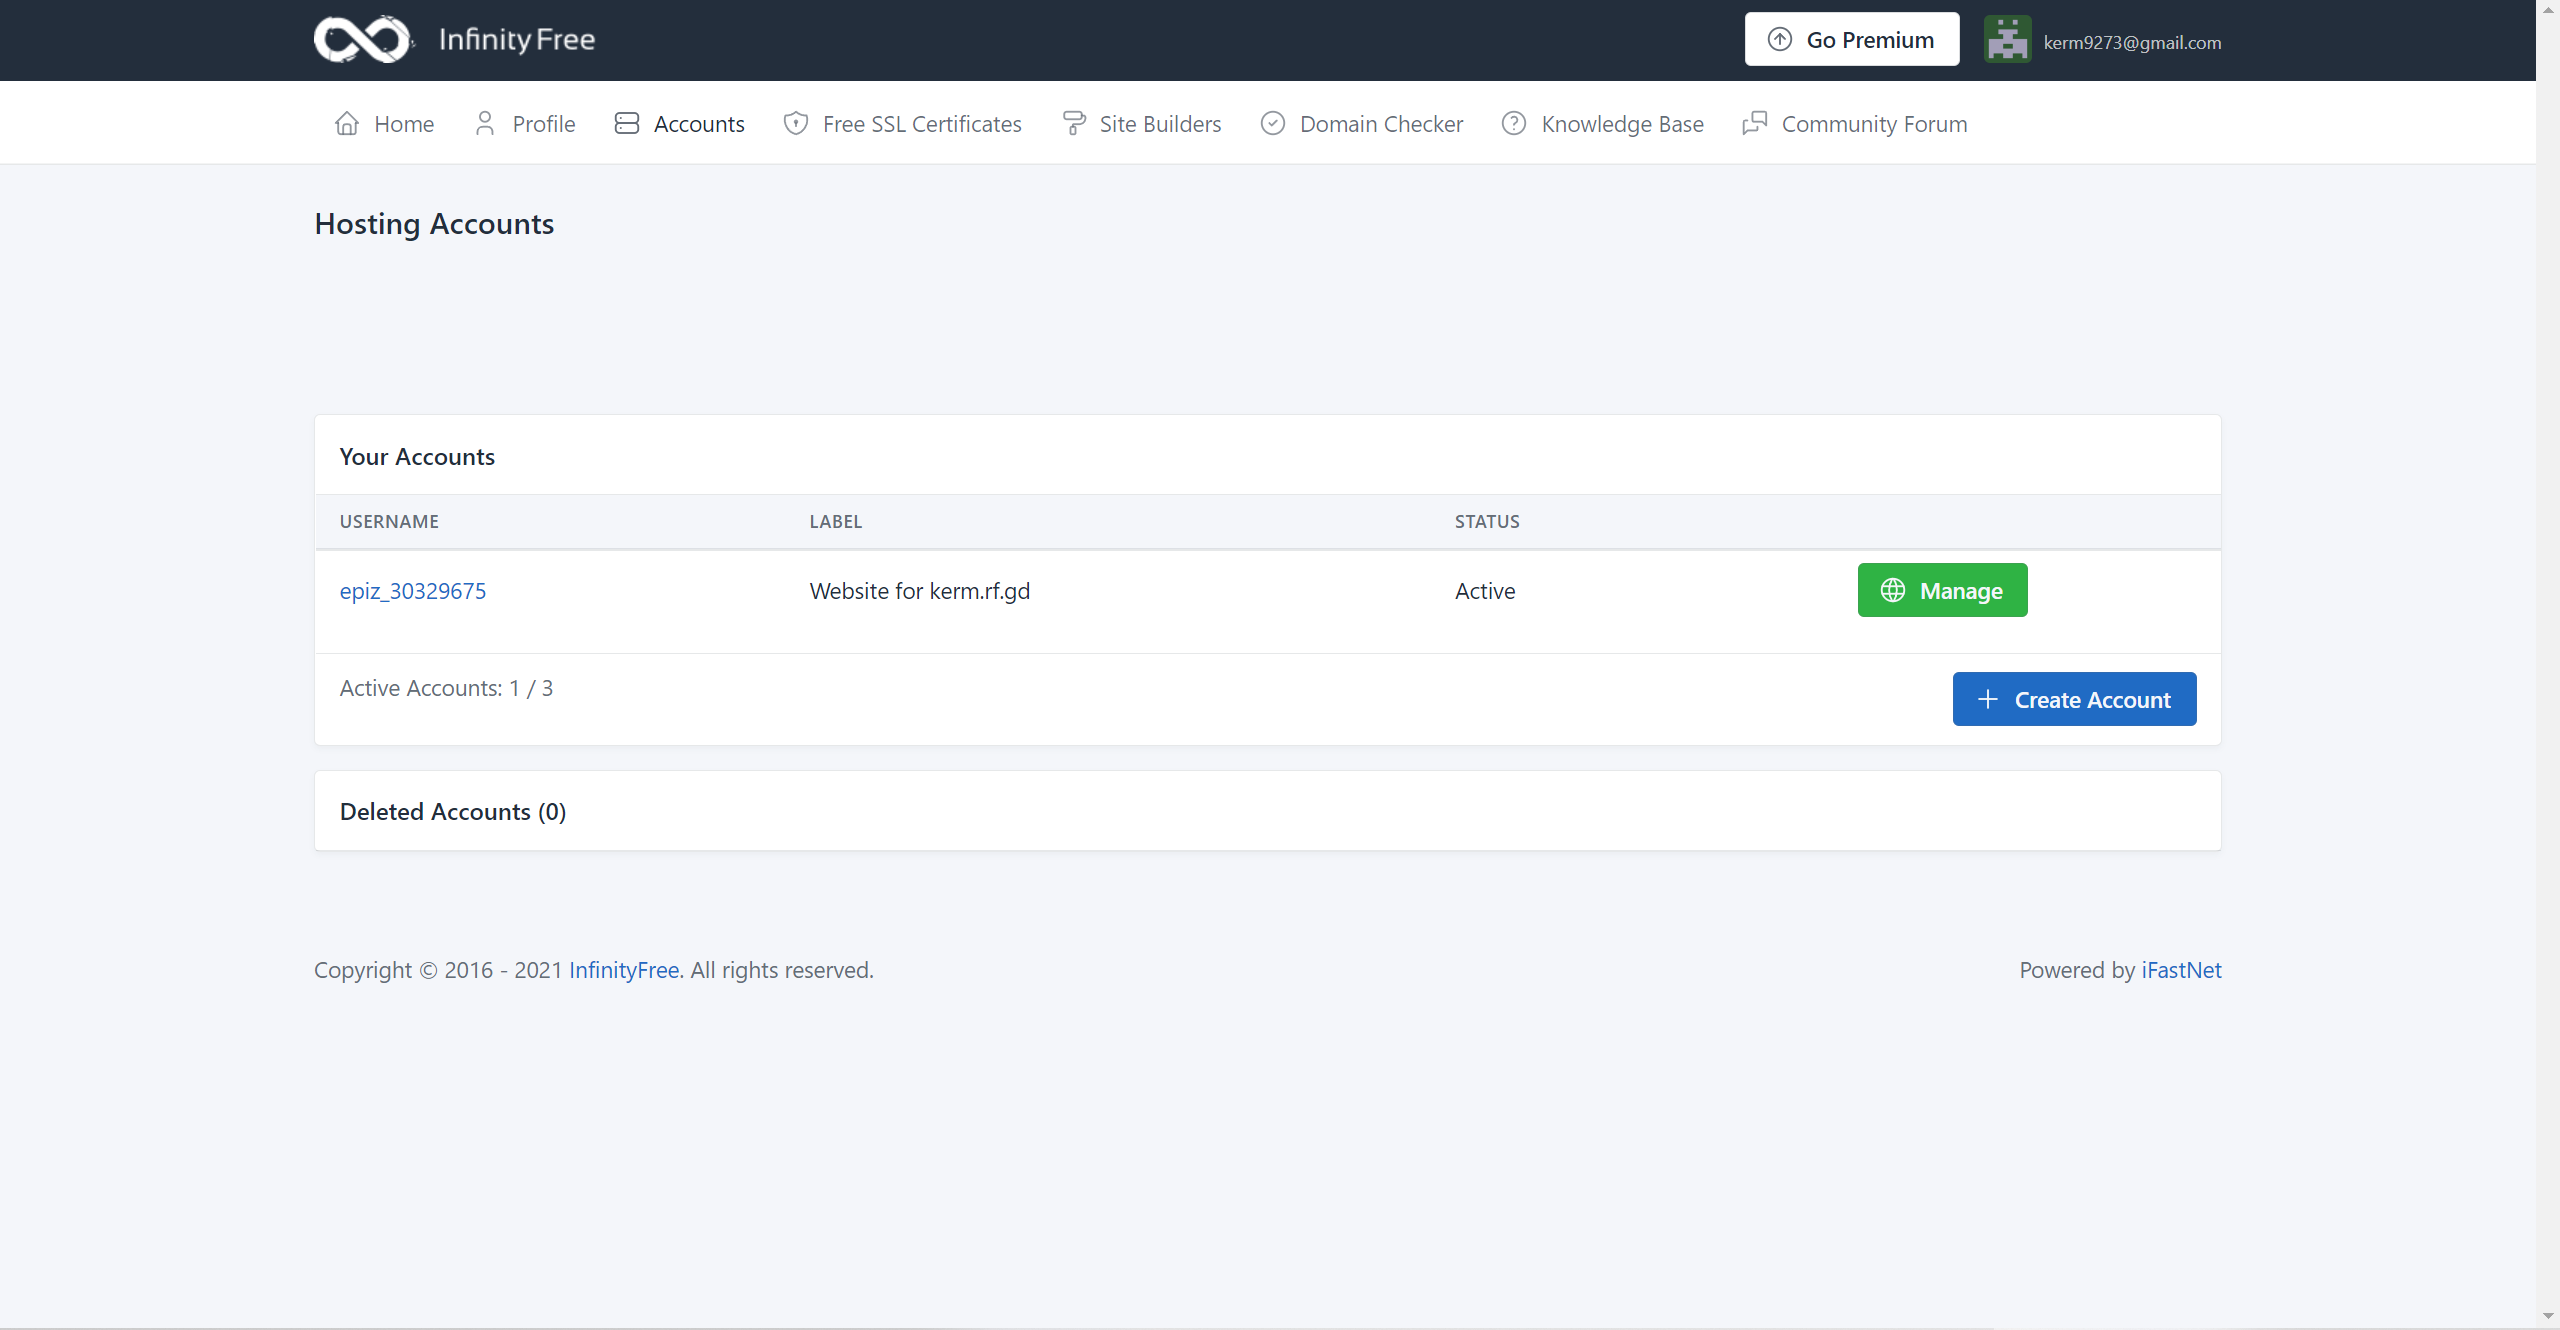 Infinity Free
Go Premium
kerm9273@gmail.com
Home Profile Accounts Free SSL Certificates Site Builders Domain Checker Knowledge Base Community Forum
Hosting Accounts
Your Accounts
USERNAME LABEL STATUS
epiz_30329675 Website for kerm.rf.gd Active Manage
Active Accounts: 1 / 3
Create Account
Deleted Accounts (0)
Copyright © 2016 - 2021 InfinityFree. All rights reserved.
Powered by iFastNet